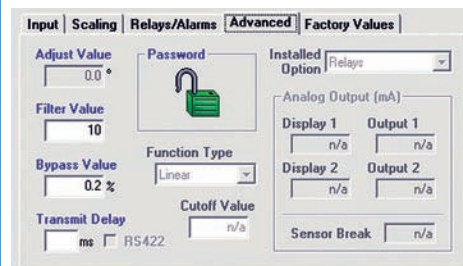 Input Scaling Relays/Alarms Advanced Factory Values
Adjust Value
0.0 °
Filter Value
10
Bypass Value
0.2 %
Transmit Delay
ms RS422
Password
Function Type
Linear
Cutoff Value
n/a
Installed
Option Relays
Analog Output (mA)
Display 1 Output 1
n/a n/a
Display 2 Output 2
n/a n/a
Sensor Break n/a